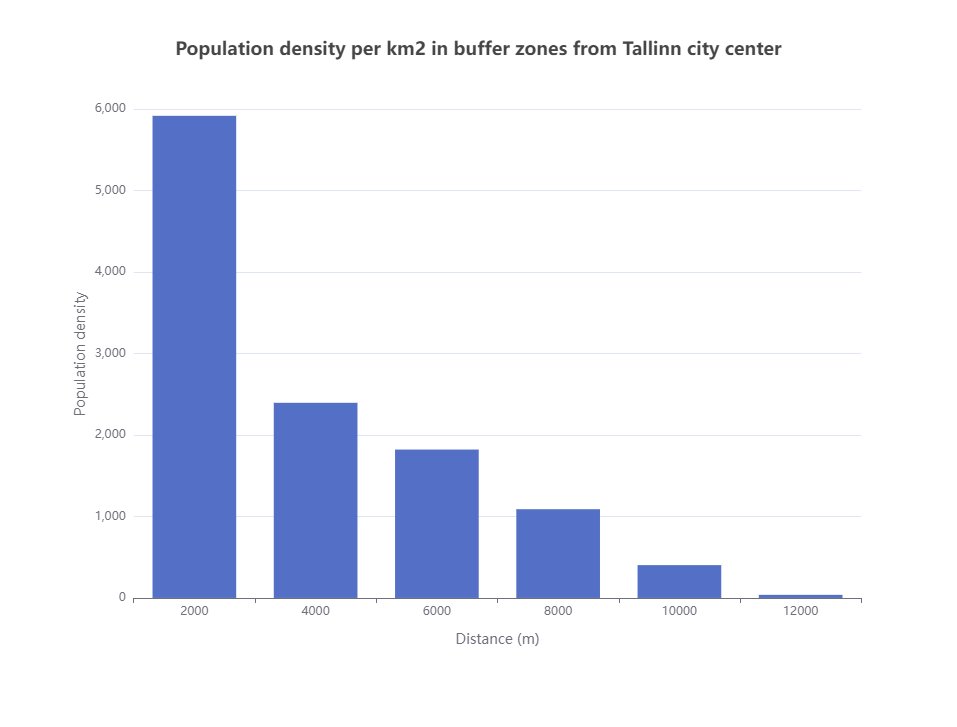 Population density per km2 in buffer zones from Tallinn city center
6,000
5,000
4,000
3,000
2,000
1,000
0
Population density
2000 4000 6000 8000 10000 12000
Distance (m)